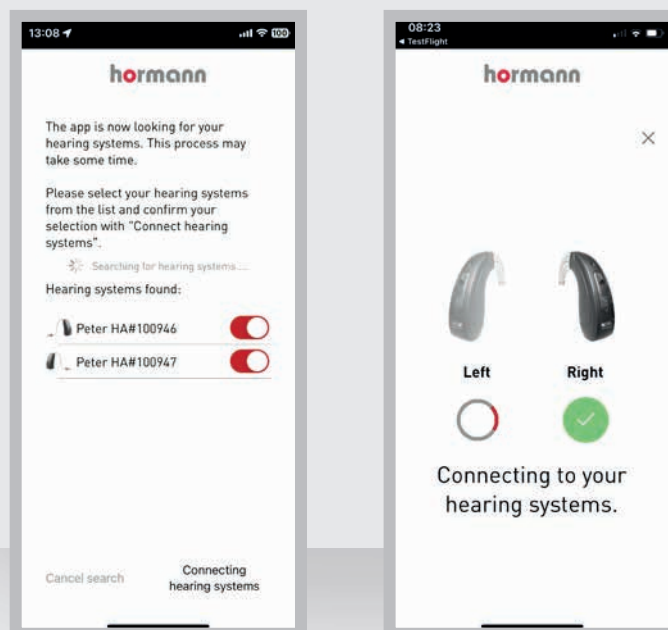 13:08
100
hormann
The app is now looking for your
hearing systems. This process may
take some time.
Please select your hearing systems
from the list and confirm your
selection with "Connect hearing
systems".
Searching for hearing systems....
Hearing systems found:
Peter HA#100946
Peter HA#100947
Cancel search
Connecting
hearing systems
08:23
◀ TestFlight
hormann
Left
Right
Connecting to your
hearing systems.